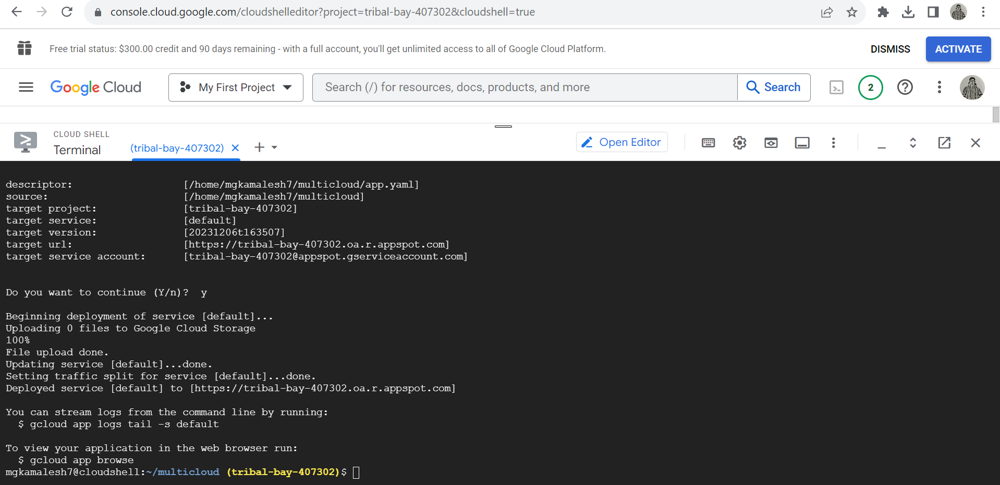 console.cloud.google.com/cloudshelleditor?project=tribal-bay-407302&cloudshell=true
Free trial status: $300.00 credit and 90 days remaining - with a full account, you'll get unlimited access to all of Google Cloud Platform.
DISMISS
ACTIVATE
Google Cloud
My First Project
Search (/) for resources, docs, products, and more
Search
2
CLOUD SHELL
Terminal
(tribal-bay-407302)
Open Editor
descriptor: [/home/mgkamalesh7/multicloud/app.yaml]
source: [/home/mgkamalesh7/multicloud]
target project: [tribal-bay-407302]
target service: [default]
target version: [20231206t163507]
target url: [https://tribal-bay-407302.oa.r.appspot.com]
target service account: [tribal-bay-407302@appspot.gserviceaccount.com]
Do you want to continue (Y/n)? y
Beginning deployment of service [default]...
Uploading 0 files to Google Cloud Storage
100%
File upload done.
Updating service [default]...done.
Setting traffic split for service [default]...done.
Deployed service [default] to [https://tribal-bay-407302.oa.r.appspot.com]
You can stream logs from the command line by running:
$ gcloud app logs tail -s default
To view your application in the web browser run:
$ gcloud app browse
mgkamalesh7@cloudshell:~/multicloud (tribal-bay-407302)$